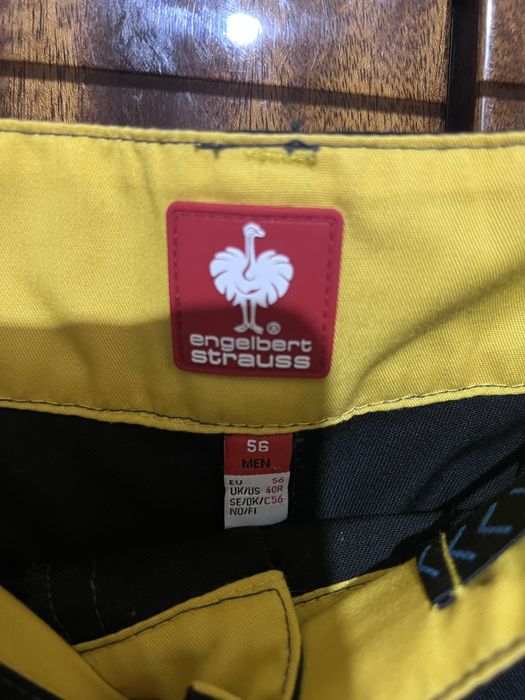 ®
engelbert
strauss
56
MEN
EU 56
UK/US 40R
SE/DK/ C56
NO/FI